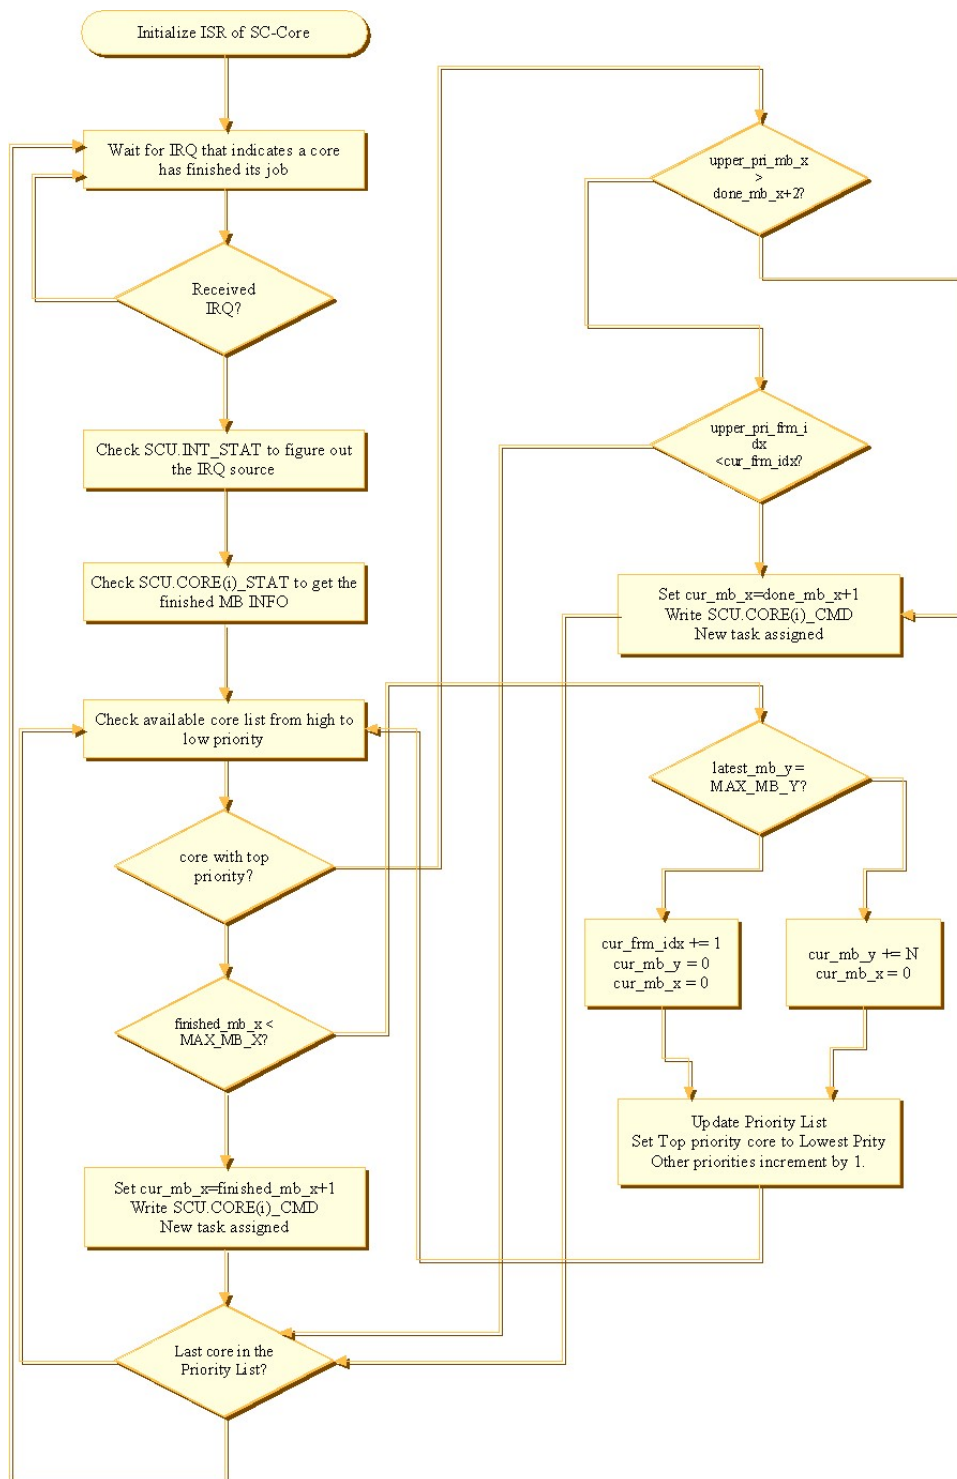 Initialize ISR of SC-Core
Wait for IRQ that indicates a core
has finished its job
Received
IRQ?
Check SCU.INT_STAT to figure out
the IRQ source
Check SCU.CORE(i)_STAT to get the
finished MB INFO
Check available core list from high to
low priority
core with top
priority?
finished_mb_x <
MAX_MB_X?
Set cur_mb_x=finished_mb_x+1
Write SCU.CORE(i)_CMD
New task assigned
Last core in the
Priority List?
upper_pri_mb_x
>
done_mb_x+2?
upper_pri_frm_i
dx
<cur_frm_idx?
Set cur_mb_x=done_mb_x+1
Write SCU.CORE(i)_CMD
New task assigned
latest_mb_y=
MAX_MB_Y?
cur_frm_idx += 1
cur_mb_y = 0
cur_mb_x = 0
cur_mb_y += N
cur_mb_x = 0
Update Priority List
Set Top priority core to Lowest Prity
Other priorities increment by 1.